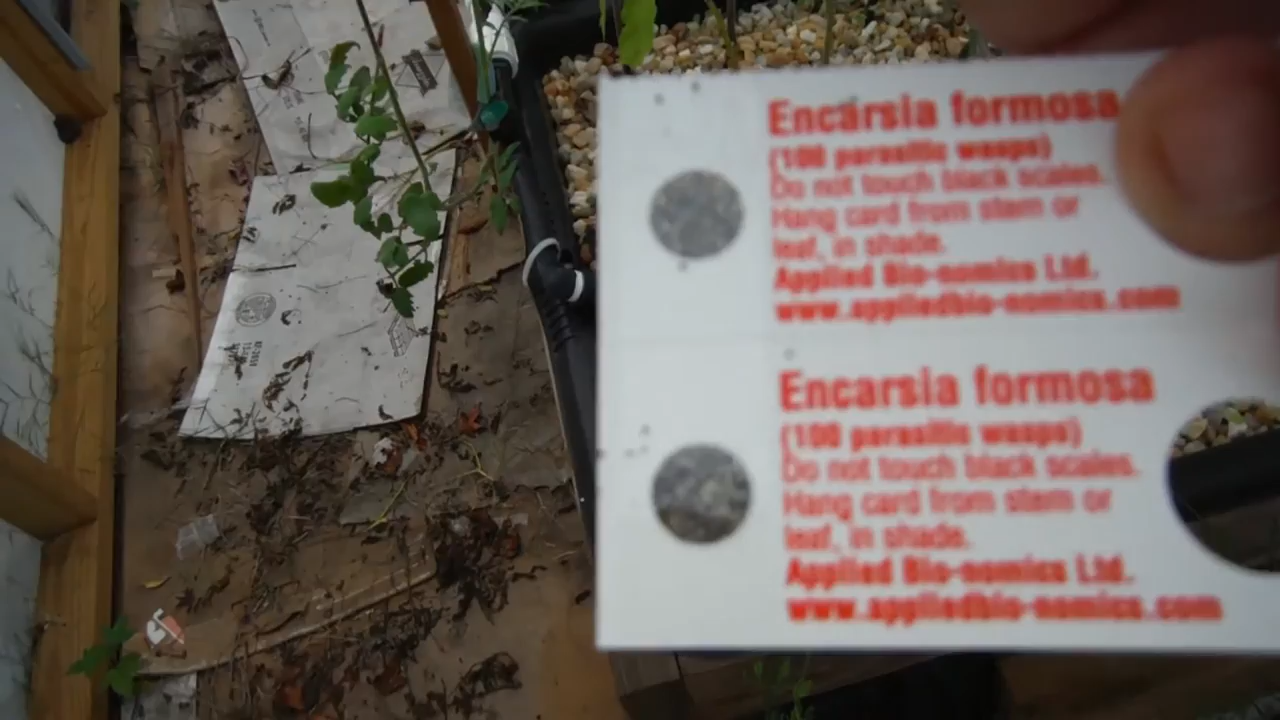 Encarsia formosa
(100 parasitic wasps)
Do not touch black scales.
Hang card from stem or
leaf, in shade.
Applied Bio-nomics Ltd.
www.appliedbio-nomics.com
Encarsia formosa
(100 parasitic wasps)
Do not touch black scales.
Hang card from stem or
leaf, in shade.
Applied Bio-nomics Ltd.
www.appliedbio-nomics.com